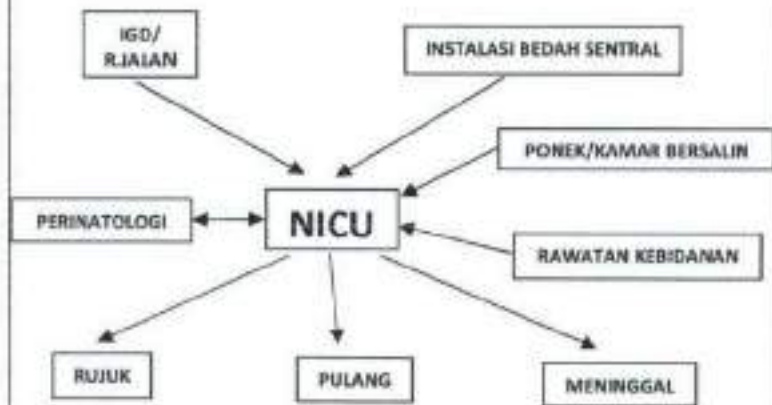 IGD/
R.JALAN
INSTALASI BEDAH SENTRAL
PONEK/KAMAR BERSALIN
PERINATOLOGI
NICU
RAWATAN KEBIDANAN
RUJUK
PULANG
MENINGGAL